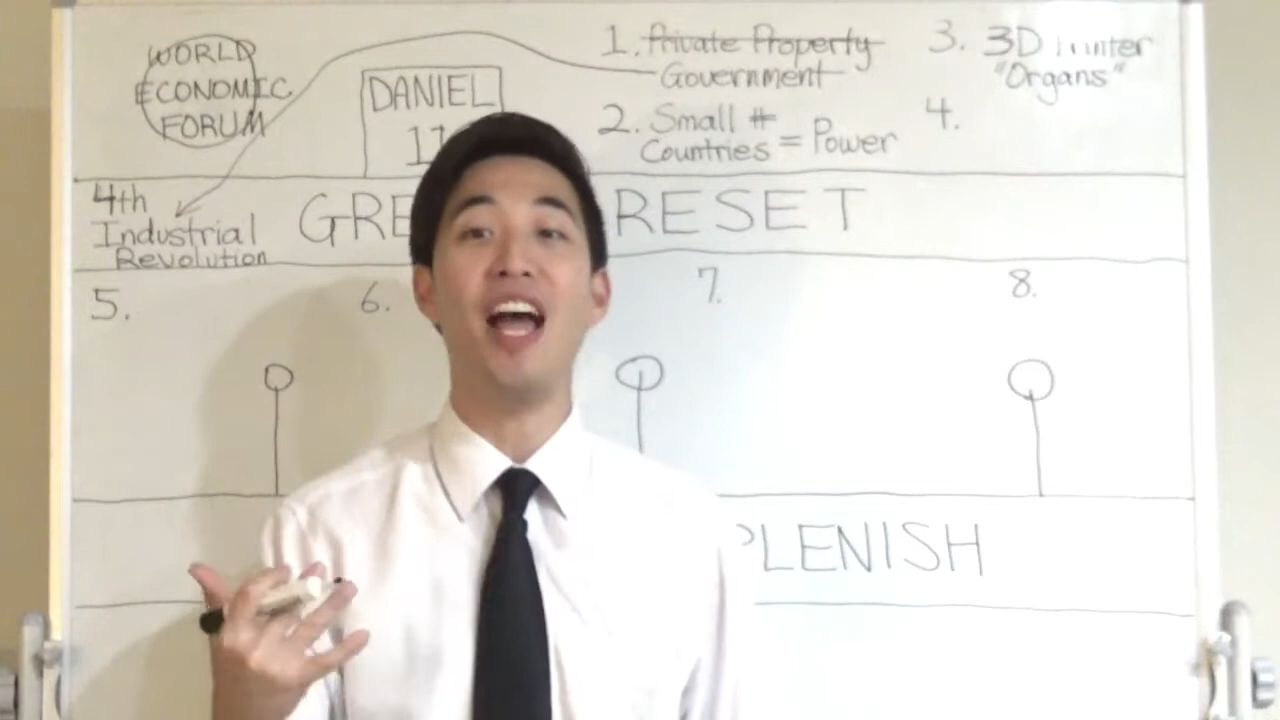 WORLD
ECONOMIC
FORUM
DANIEL
11
1. Private Property
Government
2. Small #
Countries = Power
3. 3D
"Organs"
4.
4th
Industrial
Revolution
GRE RESET
5.
6.
7.
8.
PLENISH